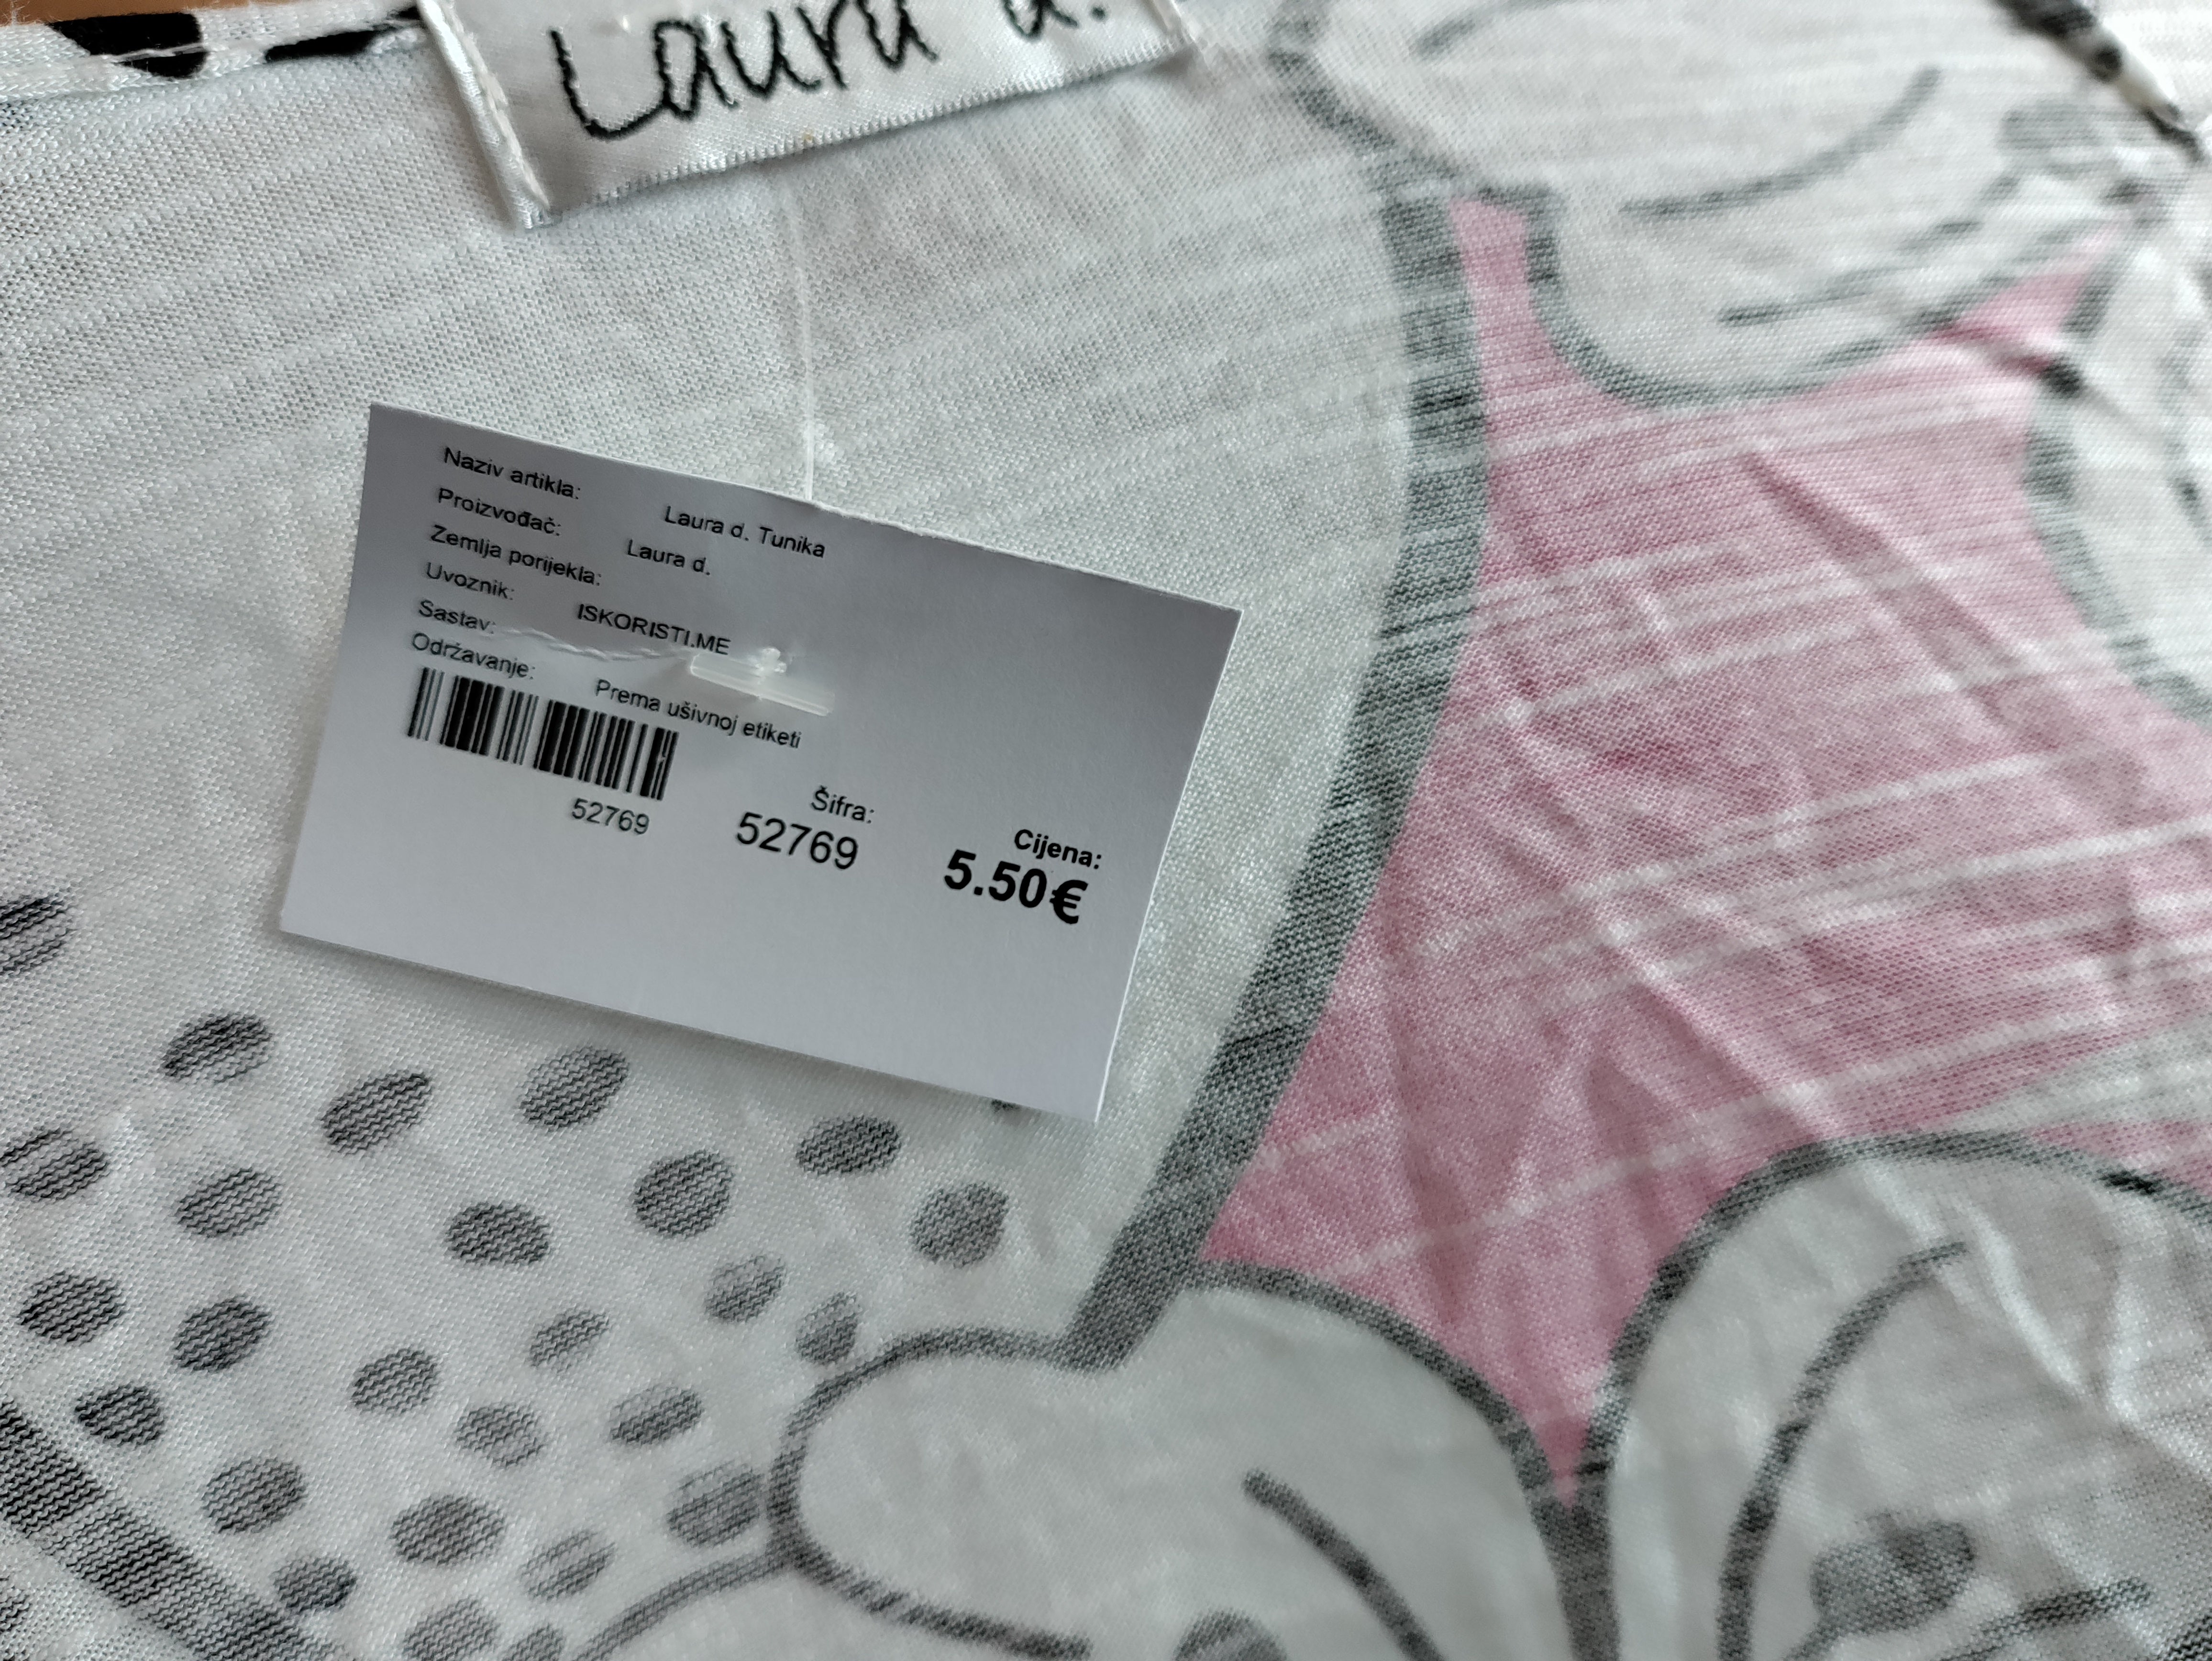 Laura d.
Naziv artikla: Laura d. Tunika
Proizvođač: Laura d.
Zemlja porijekla:
Uvoznik: ISKORISTI.ME
Sastav:
Održavanje: Prema ušivnoj etiketi
52769
Šifra:
52769
Cijena:
5.50€